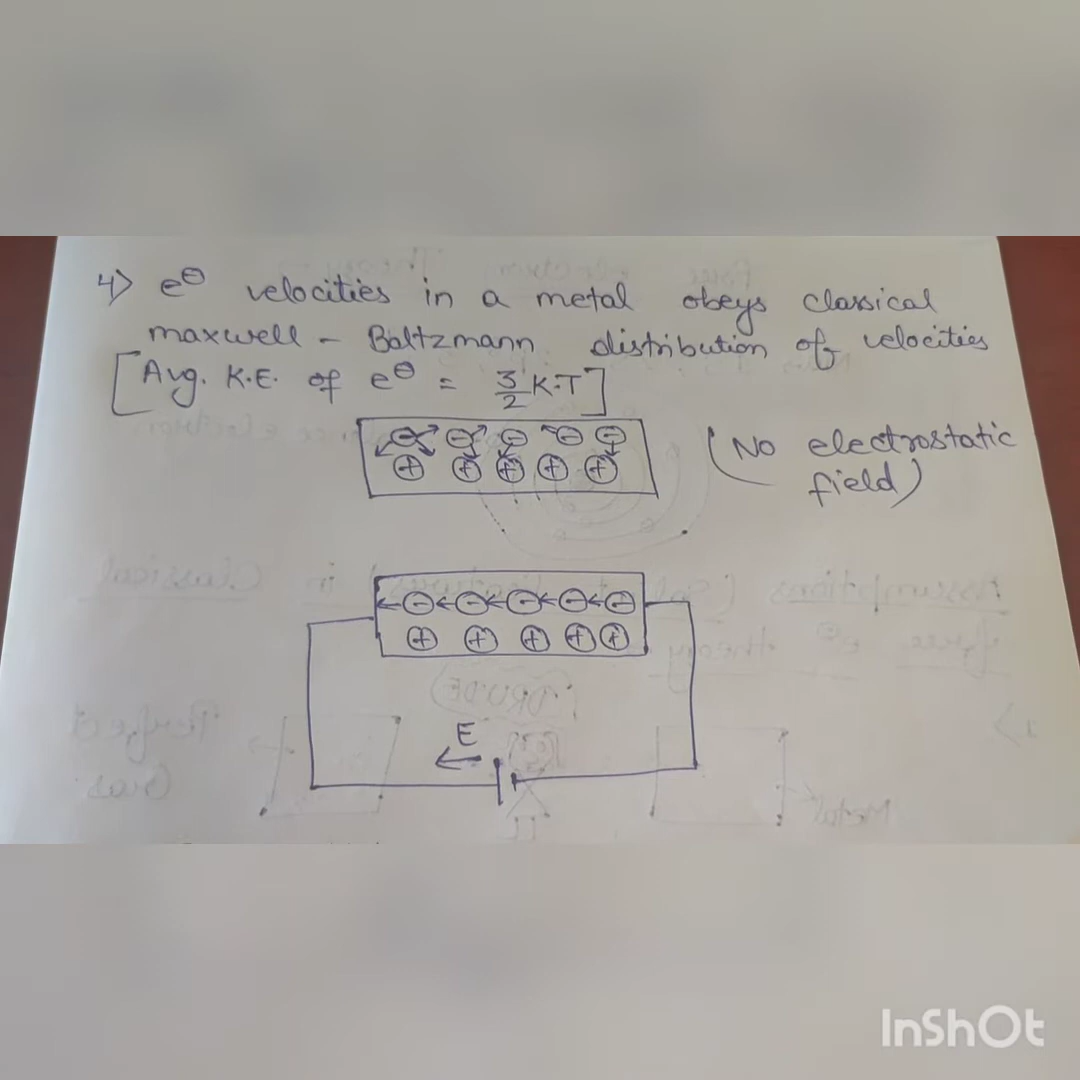 4) e⊖ velocities in a metal obeys classical
maxwell - Boltzmann distribution of velocities
[Avg. K.E. of e⊖ = 3/2 K.T]
(No electrostatic
field)
E
InShOt